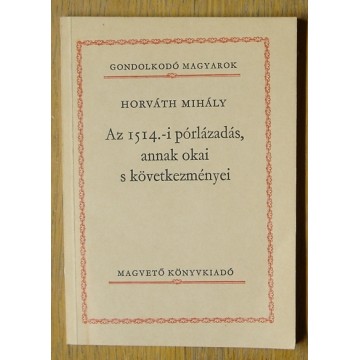 GONDOLKODÓ MAGYAROK
HORVÁTH MIHÁLY
Az 1514.-i pórlázadás,
annak okai
s következményei
MAGVETŐ KÖNYVKIADÓ